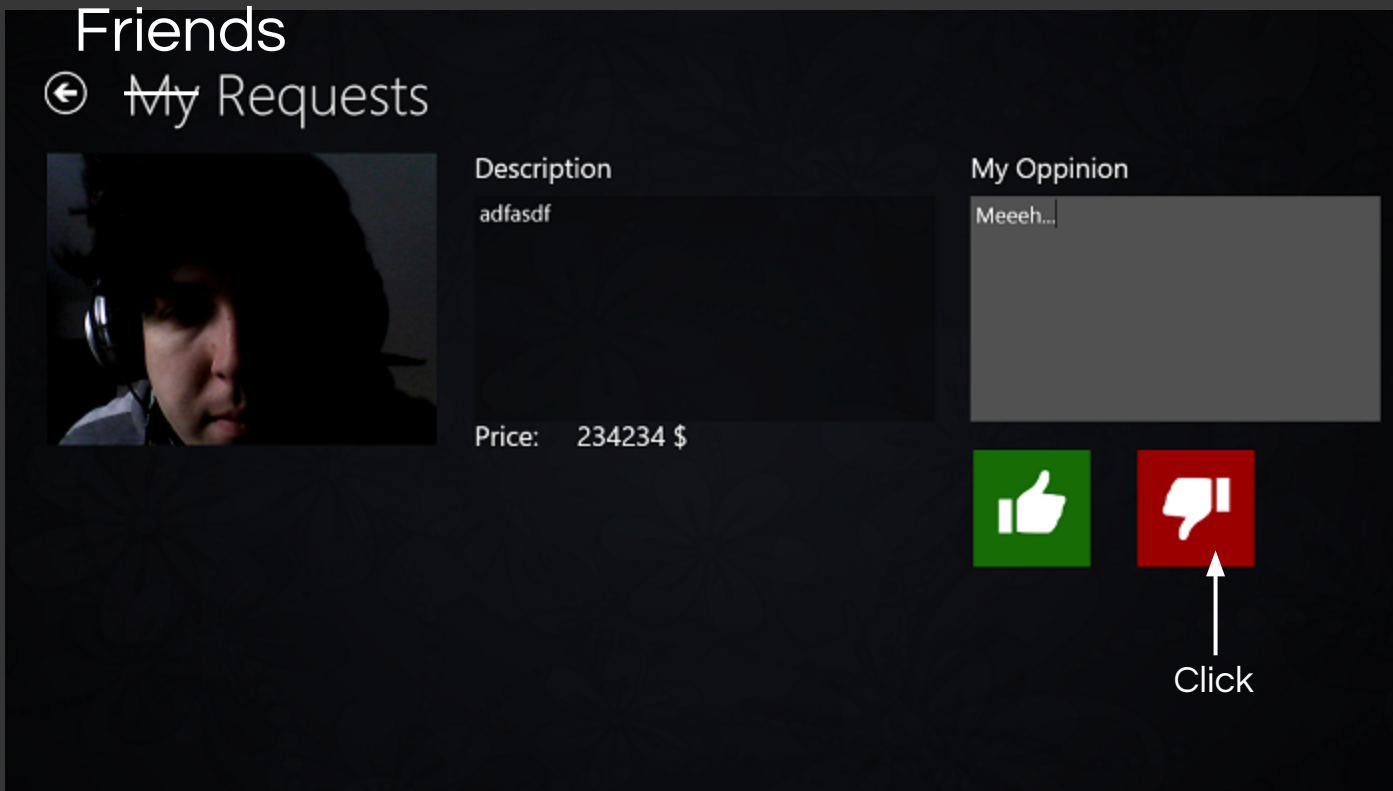 Friends
My Requests
Description
adfasdf
Price: 234234 $
My Oppinion
Meeeh...
Click